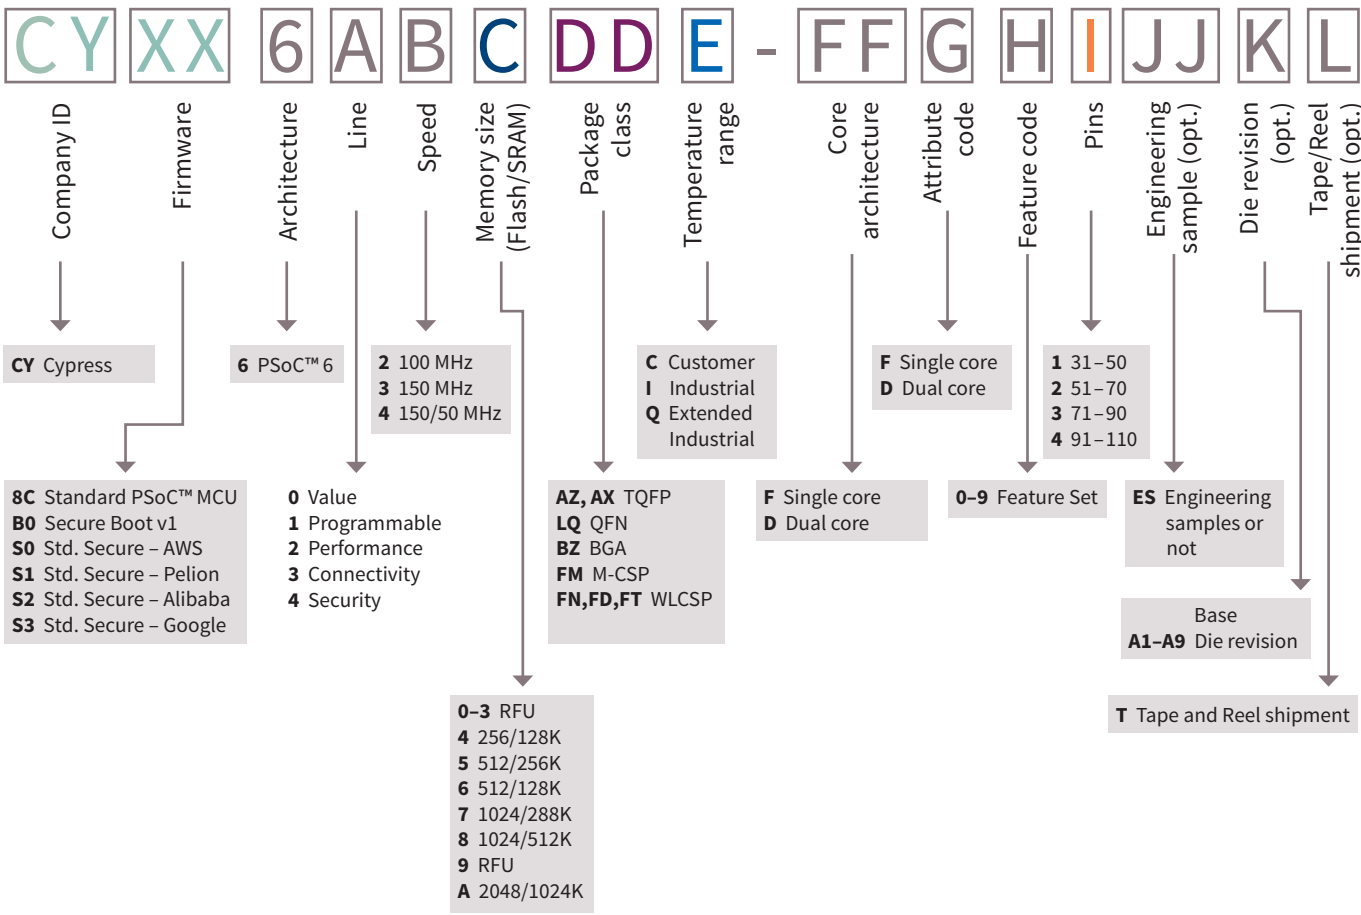 CY XX 6 A B C DD E - FF G H I JJ K L
Company ID
Firmware
Architecture
Line
Speed
Memory size
(Flash/SRAM)
Package
class
Temperature
range
Core
architecture
Attribute
code
Feature code
Pins
Engineering
sample (opt.)
Die revision
(opt.)
Tape/Reel
shipment (opt.)
CY Cypress
6 PSoC™ 6
2 100 MHz
3 150 MHz
4 150/50 MHz
C Customer
I Industrial
Q Extended
Industrial
F Single core
D Dual core
1 31–50
2 51–70
3 71–90
4 91–110
8C Standard PSoC™ MCU
B0 Secure Boot v1
S0 Std. Secure – AWS
S1 Std. Secure – Pelion
S2 Std. Secure – Alibaba
S3 Std. Secure – Google
0 Value
1 Programmable
2 Performance
3 Connectivity
4 Security
AZ, AX TQFP
LQ QFN
BZ BGA
FM M-CSP
FN,FD,FT WLCSP
F Single core
D Dual core
0–9 Feature Set
ES Engineering
samples or
not
Base
A1–A9 Die revision
0–3 RFU
4 256/128K
5 512/256K
6 512/128K
7 1024/288K
8 1024/512K
9 RFU
A 2048/1024K
T Tape and Reel shipment